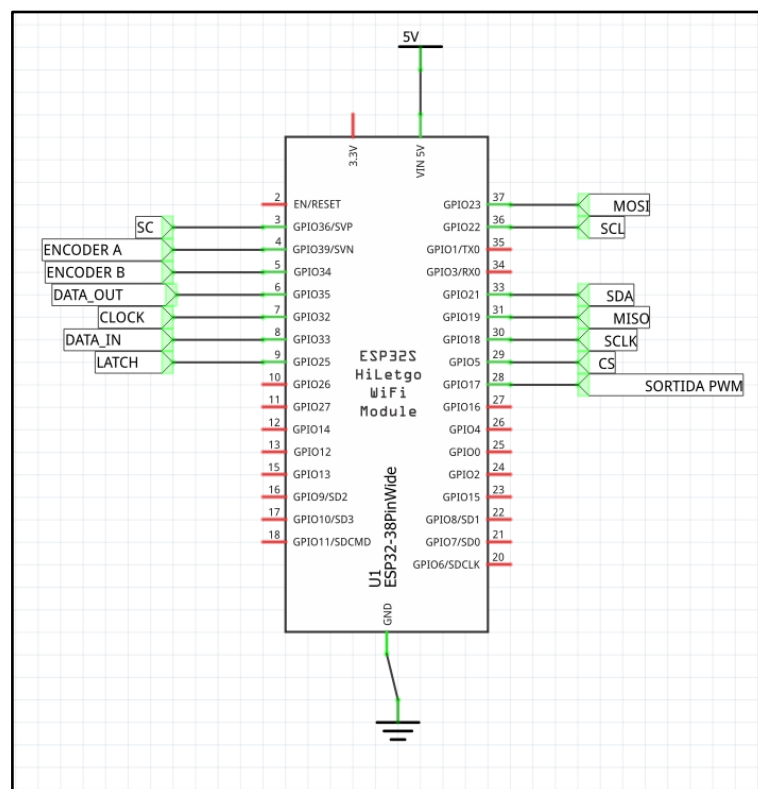 5V
3.3V
VIN 5V
2 EN/RESET
GPIO23 37 MOSI
SC 3 GPIO36/SVP
GPIO22 36 SCL
ENCODER A 4 GPIO39/SVN
GPIO1/TX0 35
ENCODER B 5 GPIO34
GPIO3/RX0 34
DATA_OUT 6 GPIO35
GPIO21 33 SDA
CLOCK 7 GPIO32
GPIO19 31 MISO
DATA_IN 8 GPIO33
GPIO18 30 SCLK
LATCH 9 GPIO25
GPIO5 29 CS
10 GPIO26
GPIO17 28 SORTIDA PWM
11 GPIO27
GPIO16 27
12 GPIO14
GPIO4 26
13 GPIO12
GPIO0 25
15 GPIO13
GPIO2 24
16 GPIO9/SD2
GPIO15 23
17 GPIO10/SD3
GPIO8/SD1 22
18 GPIO11/SDCMD
GPIO7/SD0 21
GPIO6/SDCLK 20
ESP32S
HiLetgo
WiFi
Module
U1
ESP32-38PinWide
GND